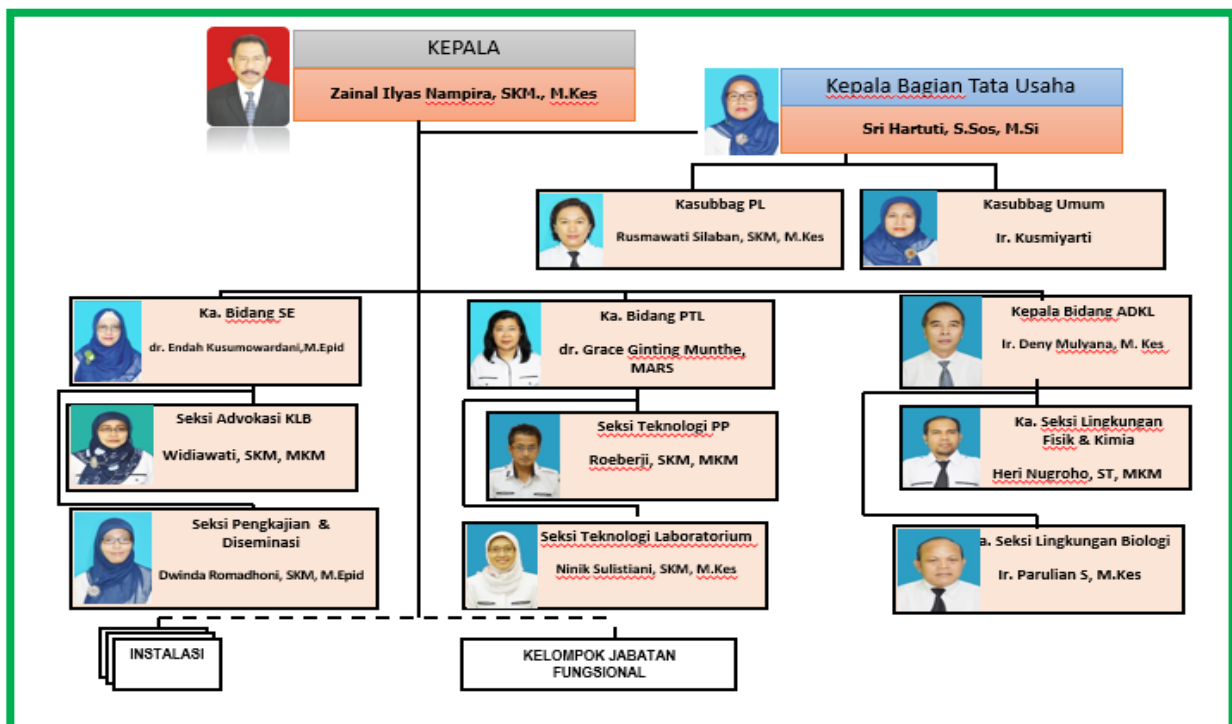 KEPALA
Zainal Ilyas Nampira, SKM., M.Kes
Kepala Bagian Tata Usaha
Sri Hartuti, S.Sos, M.Si
Kasubbag PL
Rusmawati Silaban, SKM, M.Kes
Kasubbag Umum
Ir. Kusmiyarti
Ka. Bidang SE
dr. Endah Kusumowardani,M.Epid
Ka. Bidang PTL
dr. Grace Ginting Munthe,
MARS
Kepala Bidang ADKL
Ir. Deny Mulyana, M. Kes
Seksi Advokasi KLB
Widiawati, SKM, MKM
Seksi Teknologi PP
Roeberji, SKM, MKM
Ka. Seksi Lingkungan
Fisik & Kimia
Heri Nugroho, ST, MKM
Seksi Pengkajian &
Diseminasi
Dwinda Romadhoni, SKM, M.Epid
Seksi Teknologi Laboratorium
Ninik Sulistiani, SKM, M.Kes
a. Seksi Lingkungan Biologi
Ir. Parulian S, M.Kes
INSTALASI
KELOMPOK JABATAN
FUNGSIONAL